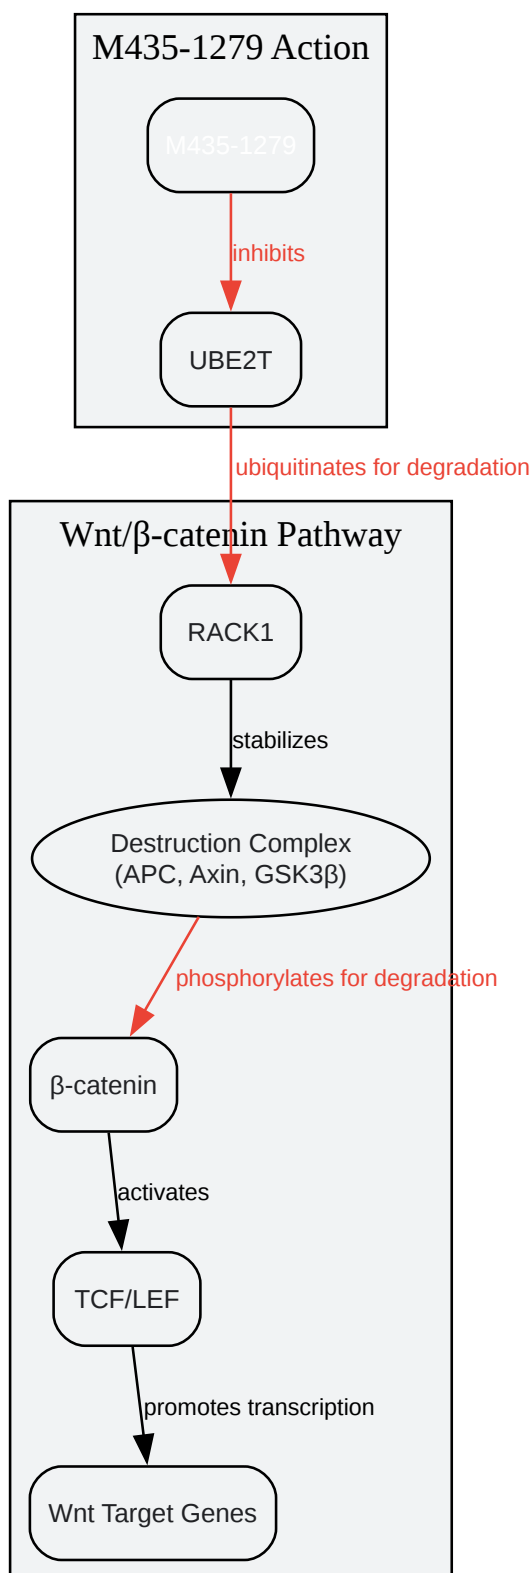 M435-1279 Action
M435-1279
inhibits
UBE2T
ubiquitinates for degradation
Wnt/β-catenin Pathway
RACK1
stabilizes
Destruction Complex
(APC, Axin, GSK3β)
phosphorylates for degradation
β-catenin
activates
TCF/LEF
promotes transcription
Wnt Target Genes